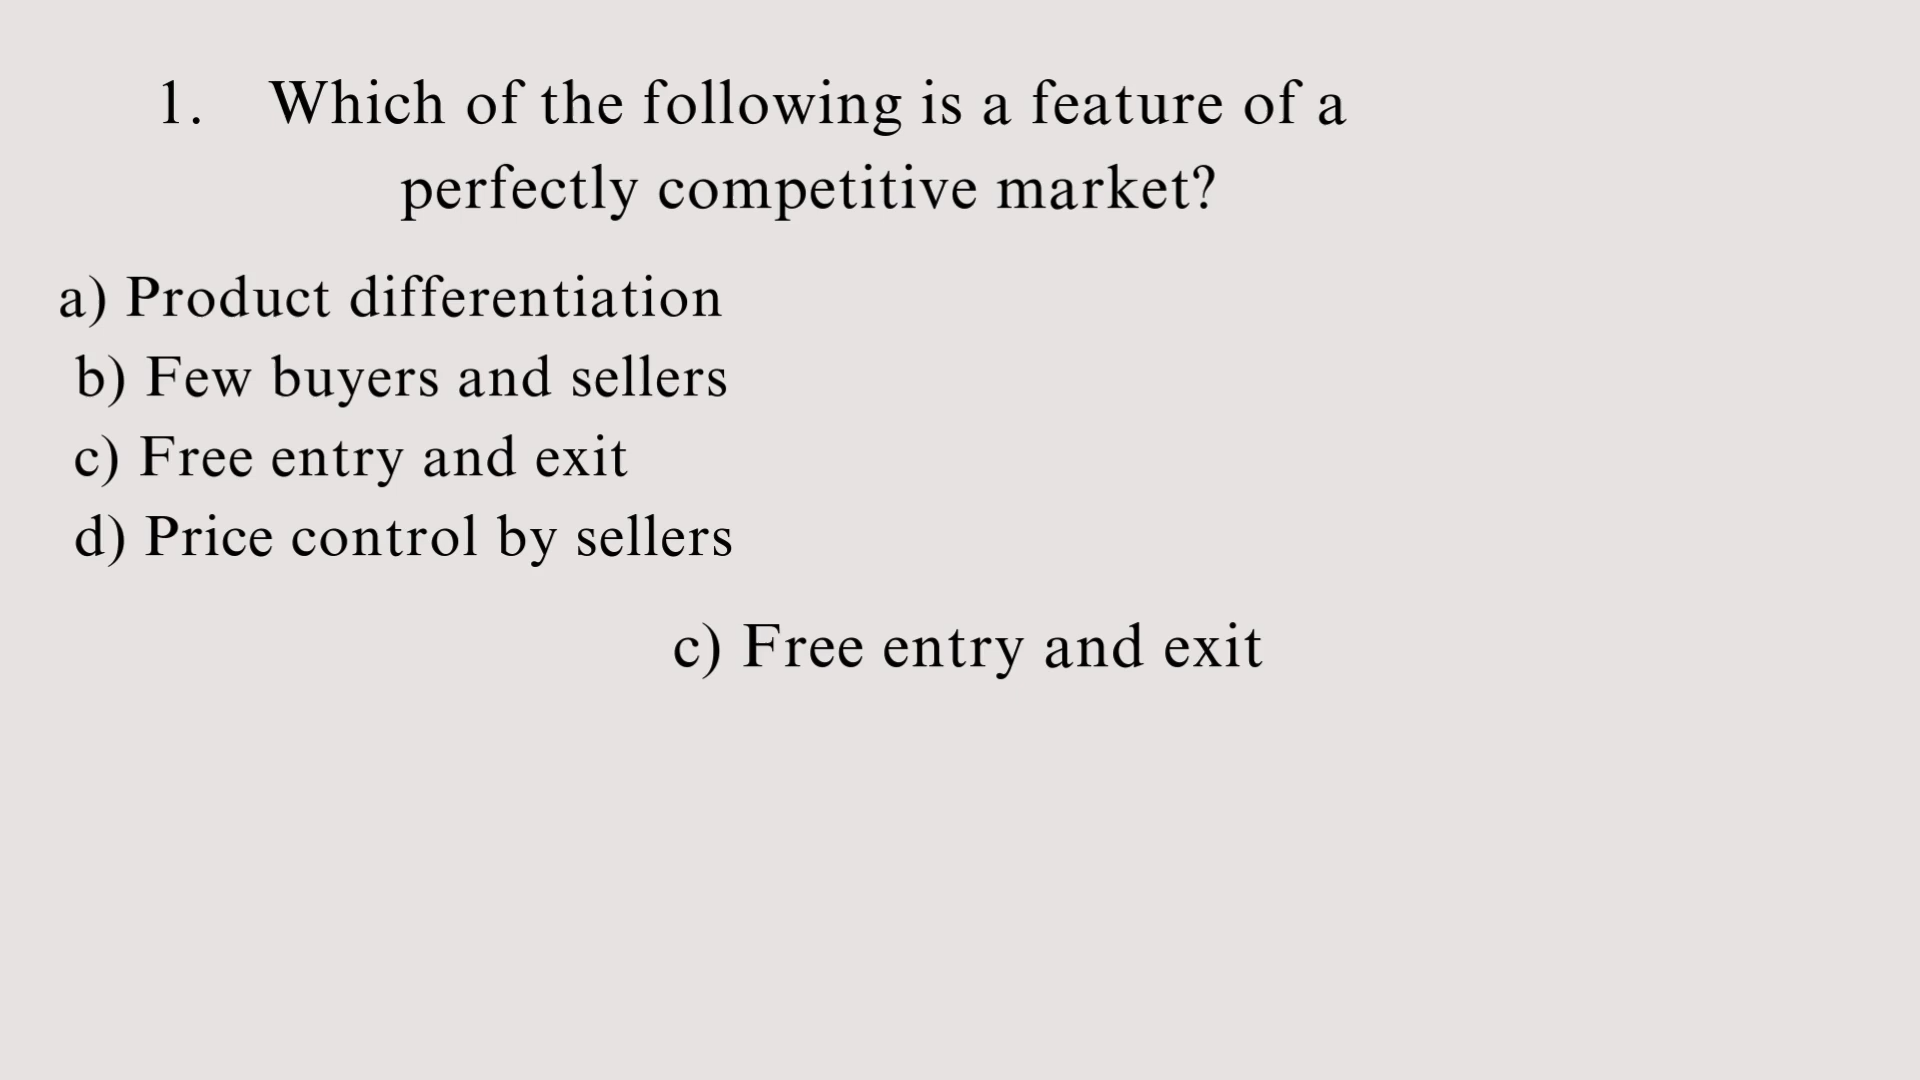 1. Which of the following is a feature of a
perfectly competitive market?
a) Product differentiation
b) Few buyers and sellers
c) Free entry and exit
d) Price control by sellers
c) Free entry and exit